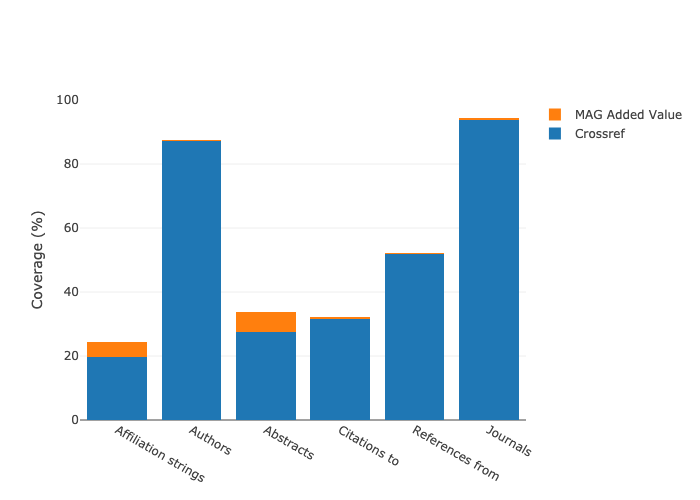 100
80
60
40
20
0
Coverage (%)
Affiliation strings
Authors
Abstracts
Citations to
References from
Journals
MAG Added Value
Crossref